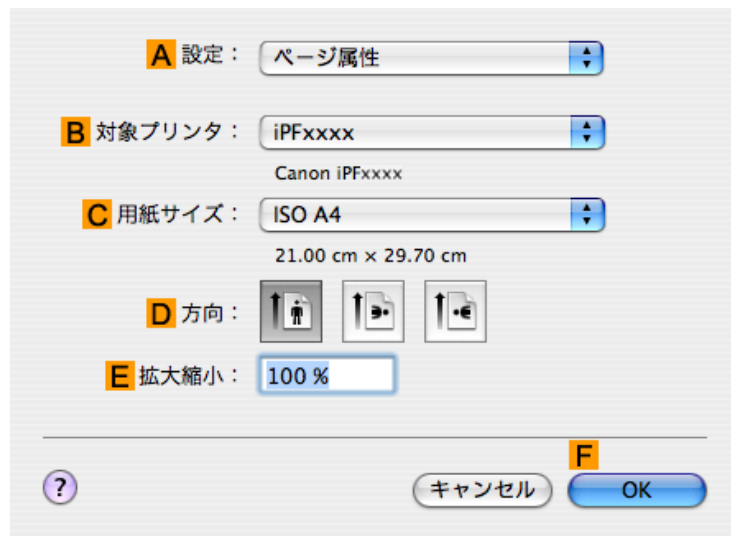 A 設定： ページ属性
B 対象プリンタ： iPFxxxx
Canon iPFxxxx
C 用紙サイズ： ISO A4
21.00 cm × 29.70 cm
D 方向：
E 拡大縮小： 100 %
F
? キャンセル OK